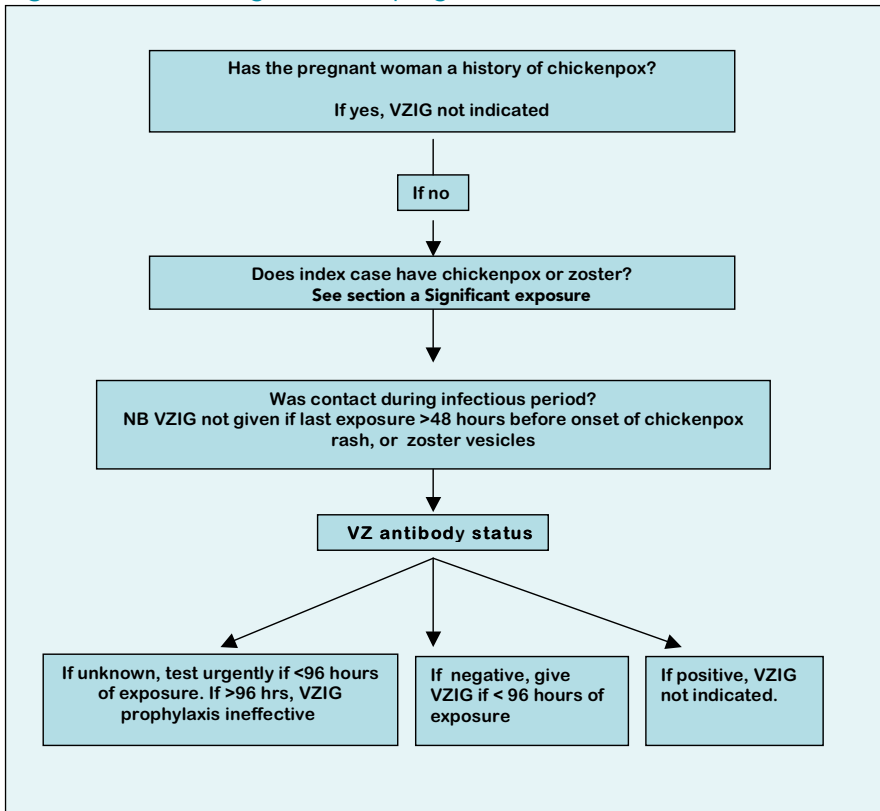 Has the pregnant woman a history of chickenpox?
If yes, VZIG not indicated
If no
Does index case have chickenpox or zoster?
See section a Significant exposure
Was contact during infectious period?
NB VZIG not given if last exposure >48 hours before onset of chickenpox
rash, or zoster vesicles
VZ antibody status
If unknown, test urgently if <96 hours
of exposure. If >96 hrs, VZIG
prophylaxis ineffective
If negative, give
VZIG if < 96 hours of
exposure
If positive, VZIG
not indicated.